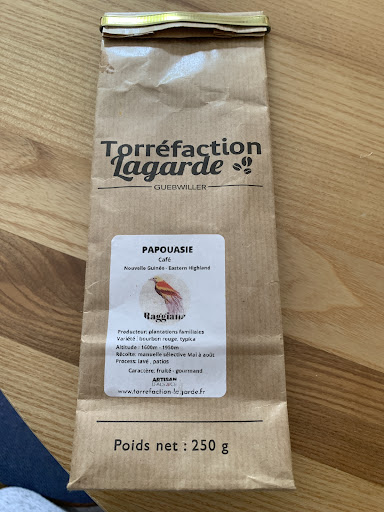 Torréfaction
Lagarde
GUEBWILLER
PAPOUASIE
Café
Nouvelle Guinée - Eastern Highland
Raggiana
Producteur: plantations familiales
Variété : bourbon rouge, typica
Altitude : 1600m - 1950m
Récolte: manuelle sélective Mai à août
Process: lavé , patios
Caractère: fruité - gourmand
ARTISAN
D'ALSACE
www.torrefaction-lagarde.fr
Poids net : 250 g